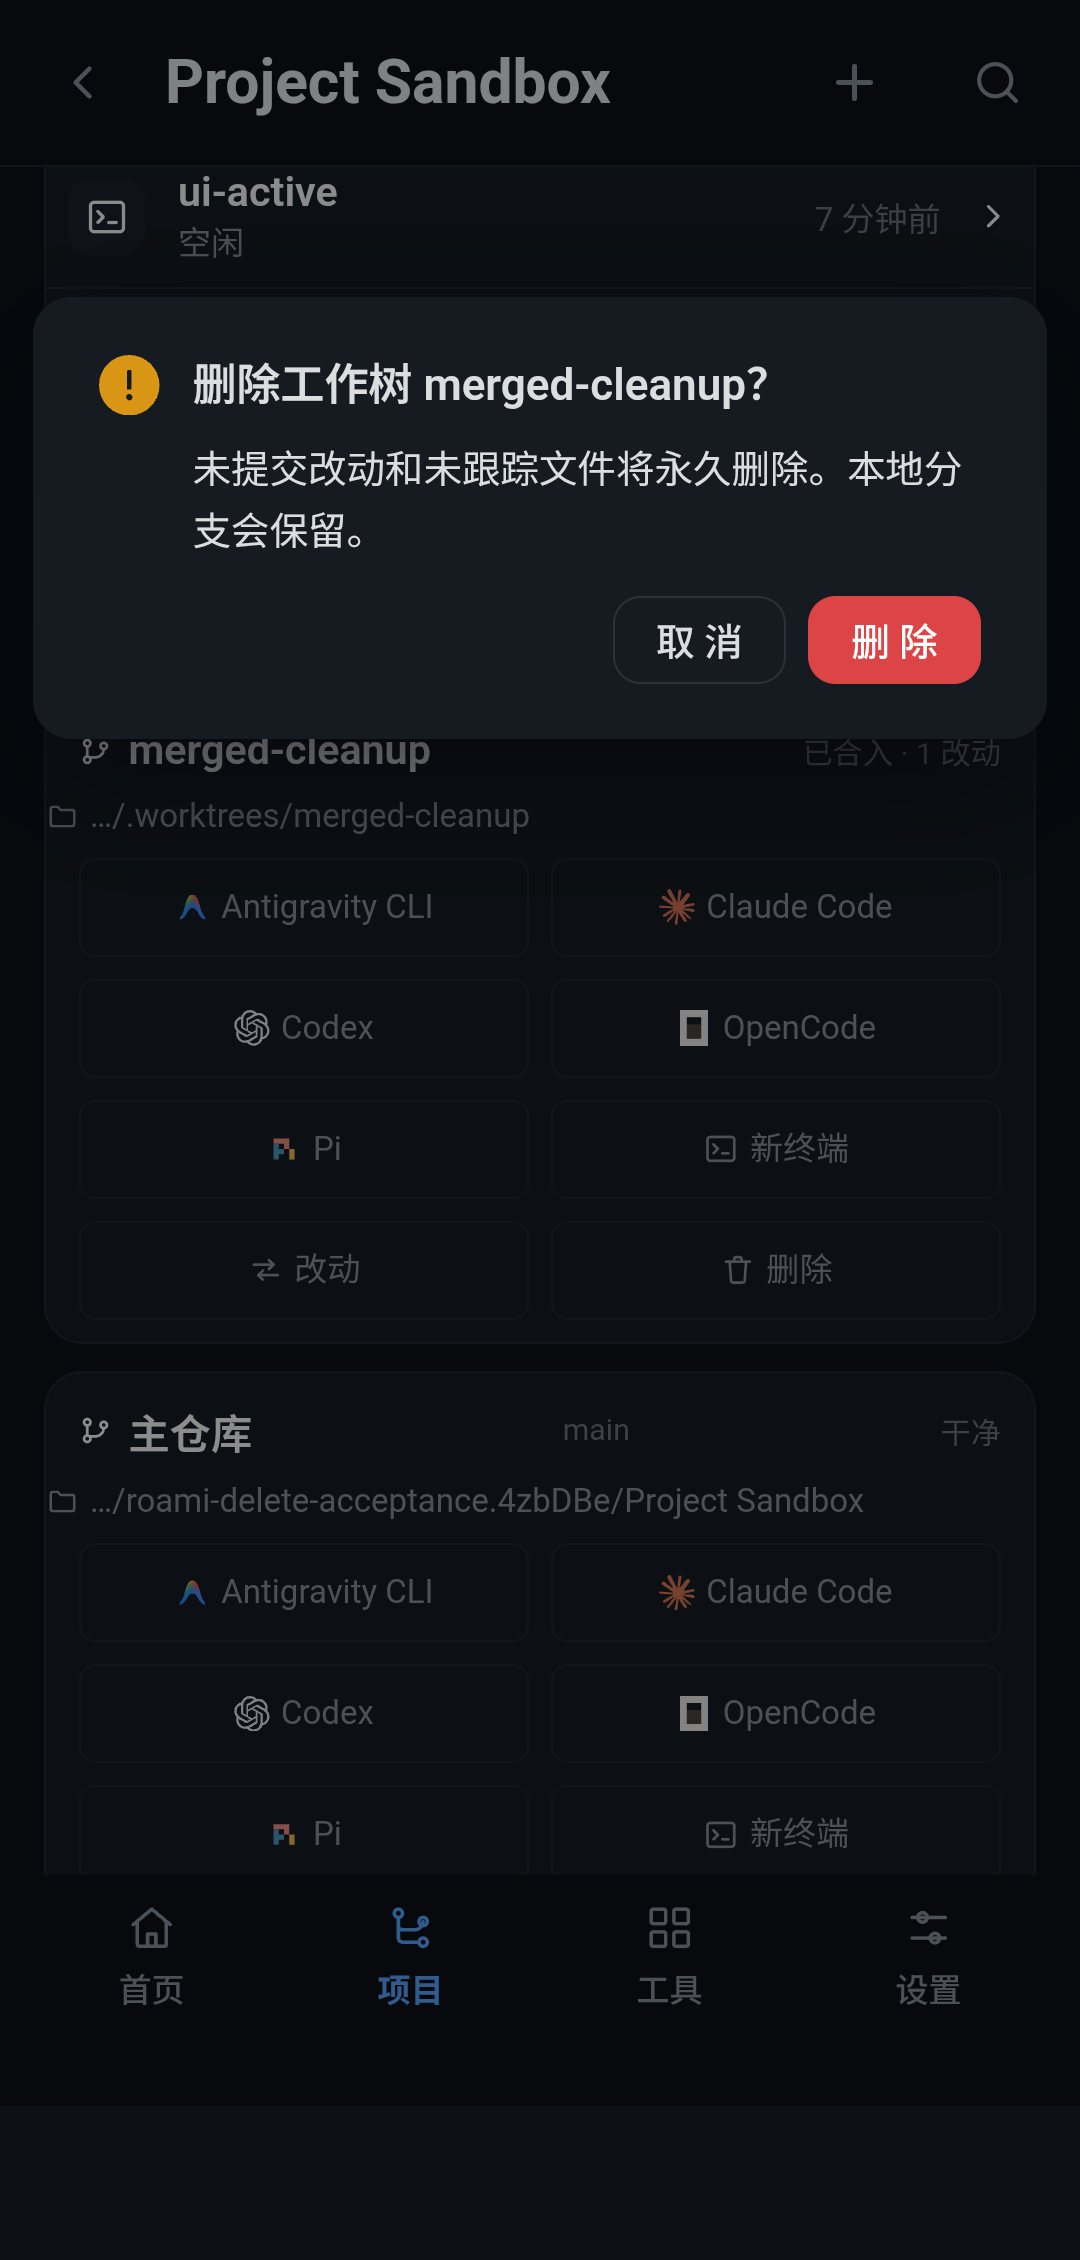 Project Sandbox
ui-active
空闲
7 分钟前
删除工作树 merged-cleanup?
未提交改动和未跟踪文件将永久删除。本地分
支会保留。
取 消
删 除
merged-cleanup
已合入 · 1 改动
.../.worktrees/merged-cleanup
Antigravity CLI
Claude Code
Codex
OpenCode
Pi
新终端
改动
删除
主仓库
main
干净
.../roami-delete-acceptance.4zbDBe/Project Sandbox
Antigravity CLI
Claude Code
Codex
OpenCode
Pi
新终端
首页
项目
工具
设置